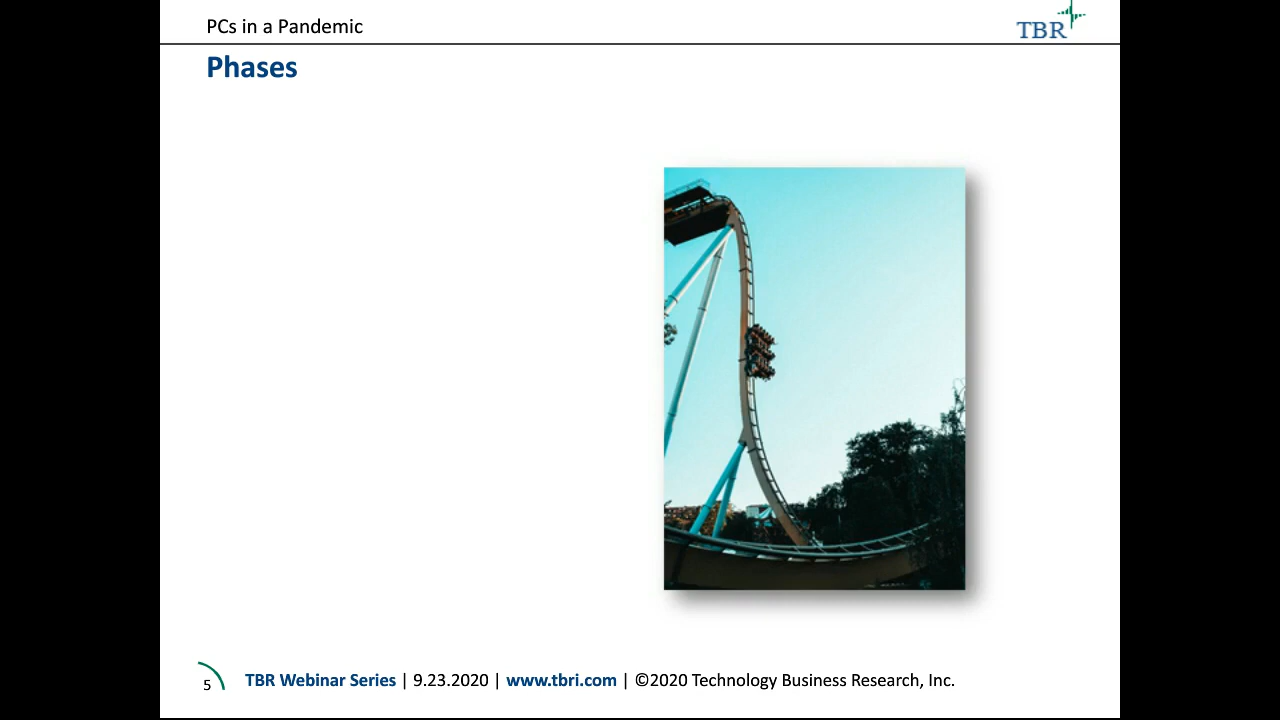 PCs in a Pandemic
TBR
Phases
5
TBR Webinar Series | 9.23.2020 | www.tbri.com | ©2020 Technology Business Research, Inc.